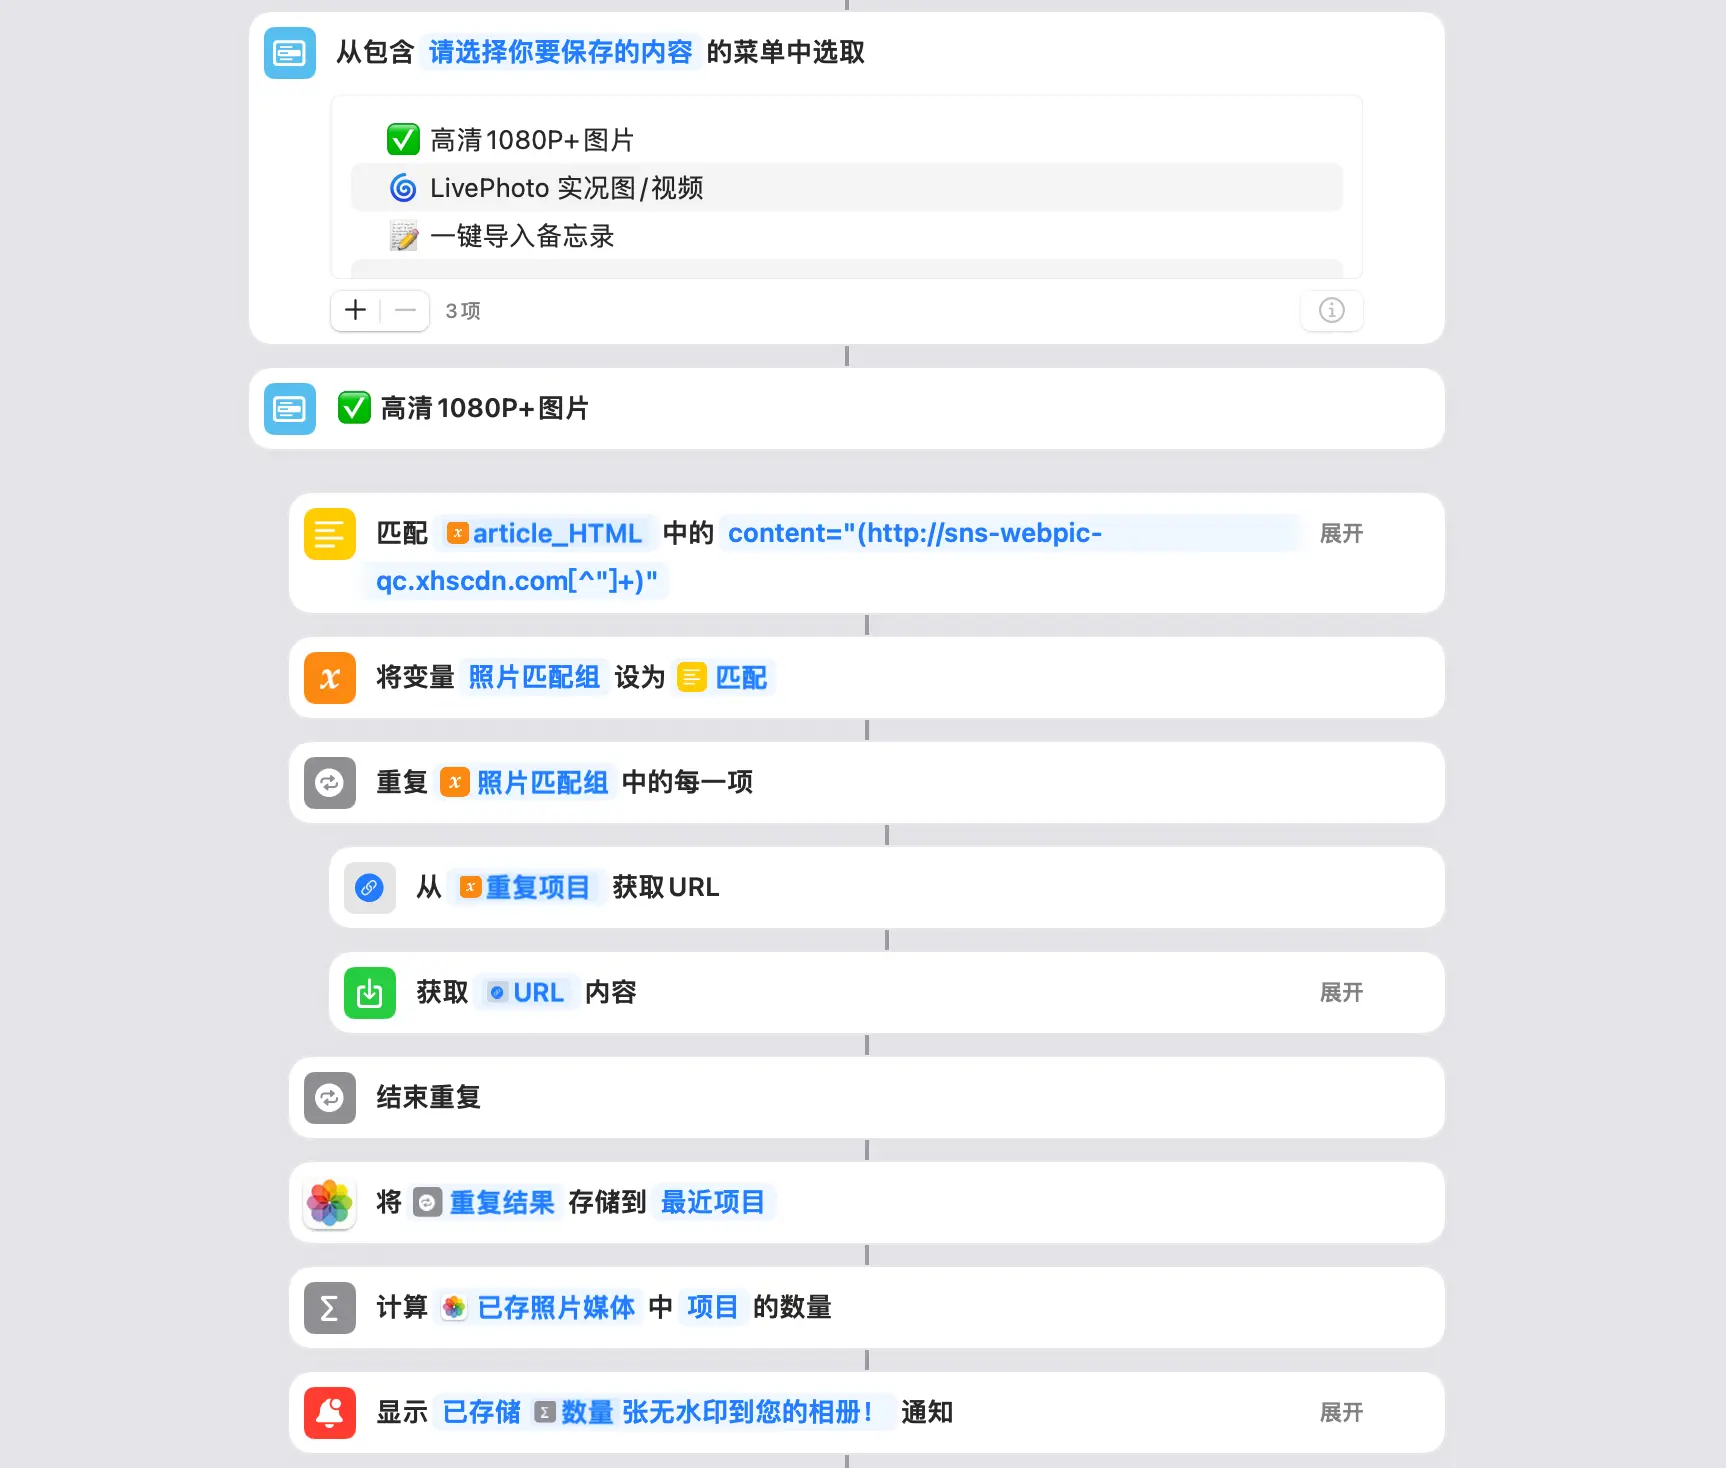 从包含 请选择你要保存的内容 的菜单中选取
✅ 高清1080P+图片
🌀 LivePhoto 实况图/视频
📝 一键导入备忘录
3项
✅ 高清1080P+图片
匹配 article_HTML 中的 content="(http://sns-webpic- 展开
qc.xhscdn.com[^"]+)"
将变量 照片匹配组 设为 匹配
重复 照片匹配组 中的每一项
从 重复项目 获取URL
获取 URL 内容 展开
结束重复
将 重复结果 存储到 最近项目
计算 已存照片媒体 中 项目 的数量
显示 已存储 数量 张无水印到您的相册! 通知 展开